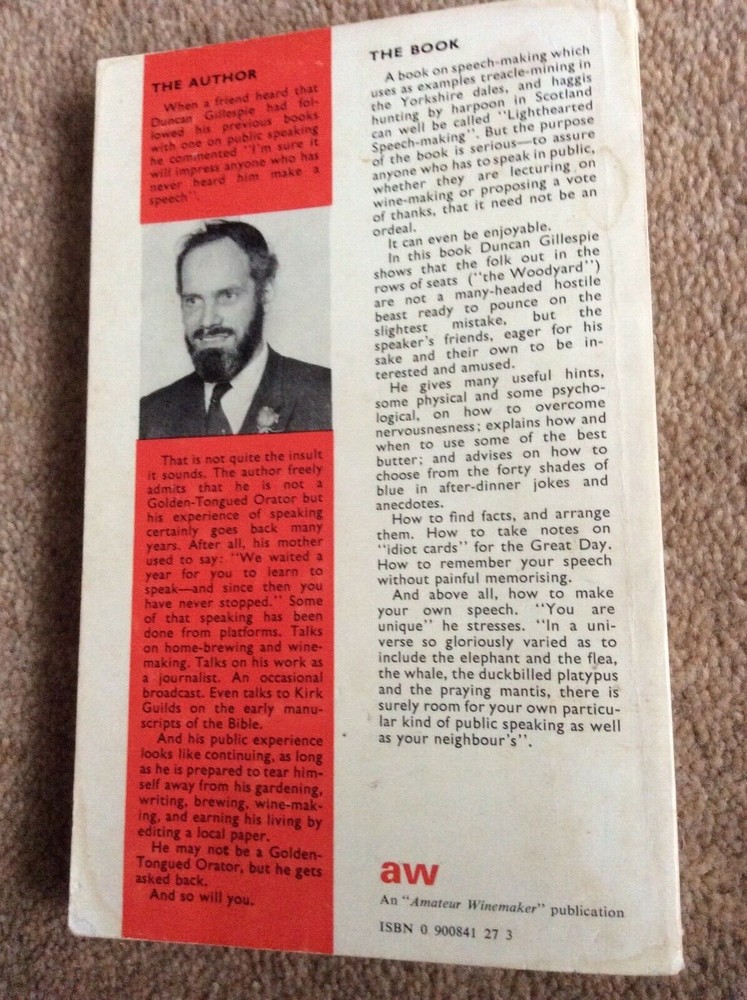 THE AUTHOR
When a friend heard that
Duncan Gillespie had fol-
lowed his previous books
with one on public speaking
he commented "I'm sure it
will impress anyone who has
never heard him make a
speech".
That is not quite the insult
it sounds. The author freely
admits that he is not a
Golden-Tongued Orator but
his experience of speaking
certainly goes back many
years. After all, his mother
used to say: "We waited a
year for you to learn to
speak—and since then you
have never stopped." Some
of that speaking has been
done from platforms. Talks
on home-brewing and wine-
making. Talks on his work as
a journalist. An occasional
broadcast. Even talks to Kirk
Guilds on the early manu-
scripts of the Bible.
And his public experience
looks like continuing, as long
as he is prepared to tear him-
self away from his gardening,
writing, brewing, wine-mak-
ing, and earning his living by
editing a local paper.
He may not be a Golden-
Tongued Orator, but he gets
asked back.
And so will you.
THE BOOK
A book on speech-making which
uses as examples treacle-mining in
the Yorkshire dales, and haggis
hunting by harpoon in Scotland
can well be called "Lighthearted
Speech-making". But the purpose
of the book is serious—to assure
anyone who has to speak in public,
whether they are lecturing on
wine-making or proposing a vote
of thanks, that it need not be an
ordeal.
It can even be enjoyable.
In this book Duncan Gillespie
shows that the folk out in the
rows of seats ("the Woodyard")
are not a many-headed hostile
beast ready to pounce on the
slightest mistake, but the
speaker's friends, eager for his
sake and their own to be in-
terested and amused.
He gives many useful hints,
some physical and some psycho-
logical, on how to overcome
nervousnesss; explains how and
when to use some of the best
butter; and advises on how to
choose from the forty shades of
blue in after-dinner jokes and
anecdotes.
How to find facts, and arrange
them. How to take notes on
"idiot cards" for the Great Day.
How to remember your speech
without painful memorising.
And above all, how to make
your own speech. "You are
unique" he stresses. "In a uni-
verse so gloriously varied as to
include the elephant and the flea,
the whale, the duckbilled platypus
and the praying mantis, there is
surely room for your own particu-
lar kind of public speaking as well
as your neighbour's".
aw
An "Amateur Winemaker" publication
ISBN 0 900841 27 3